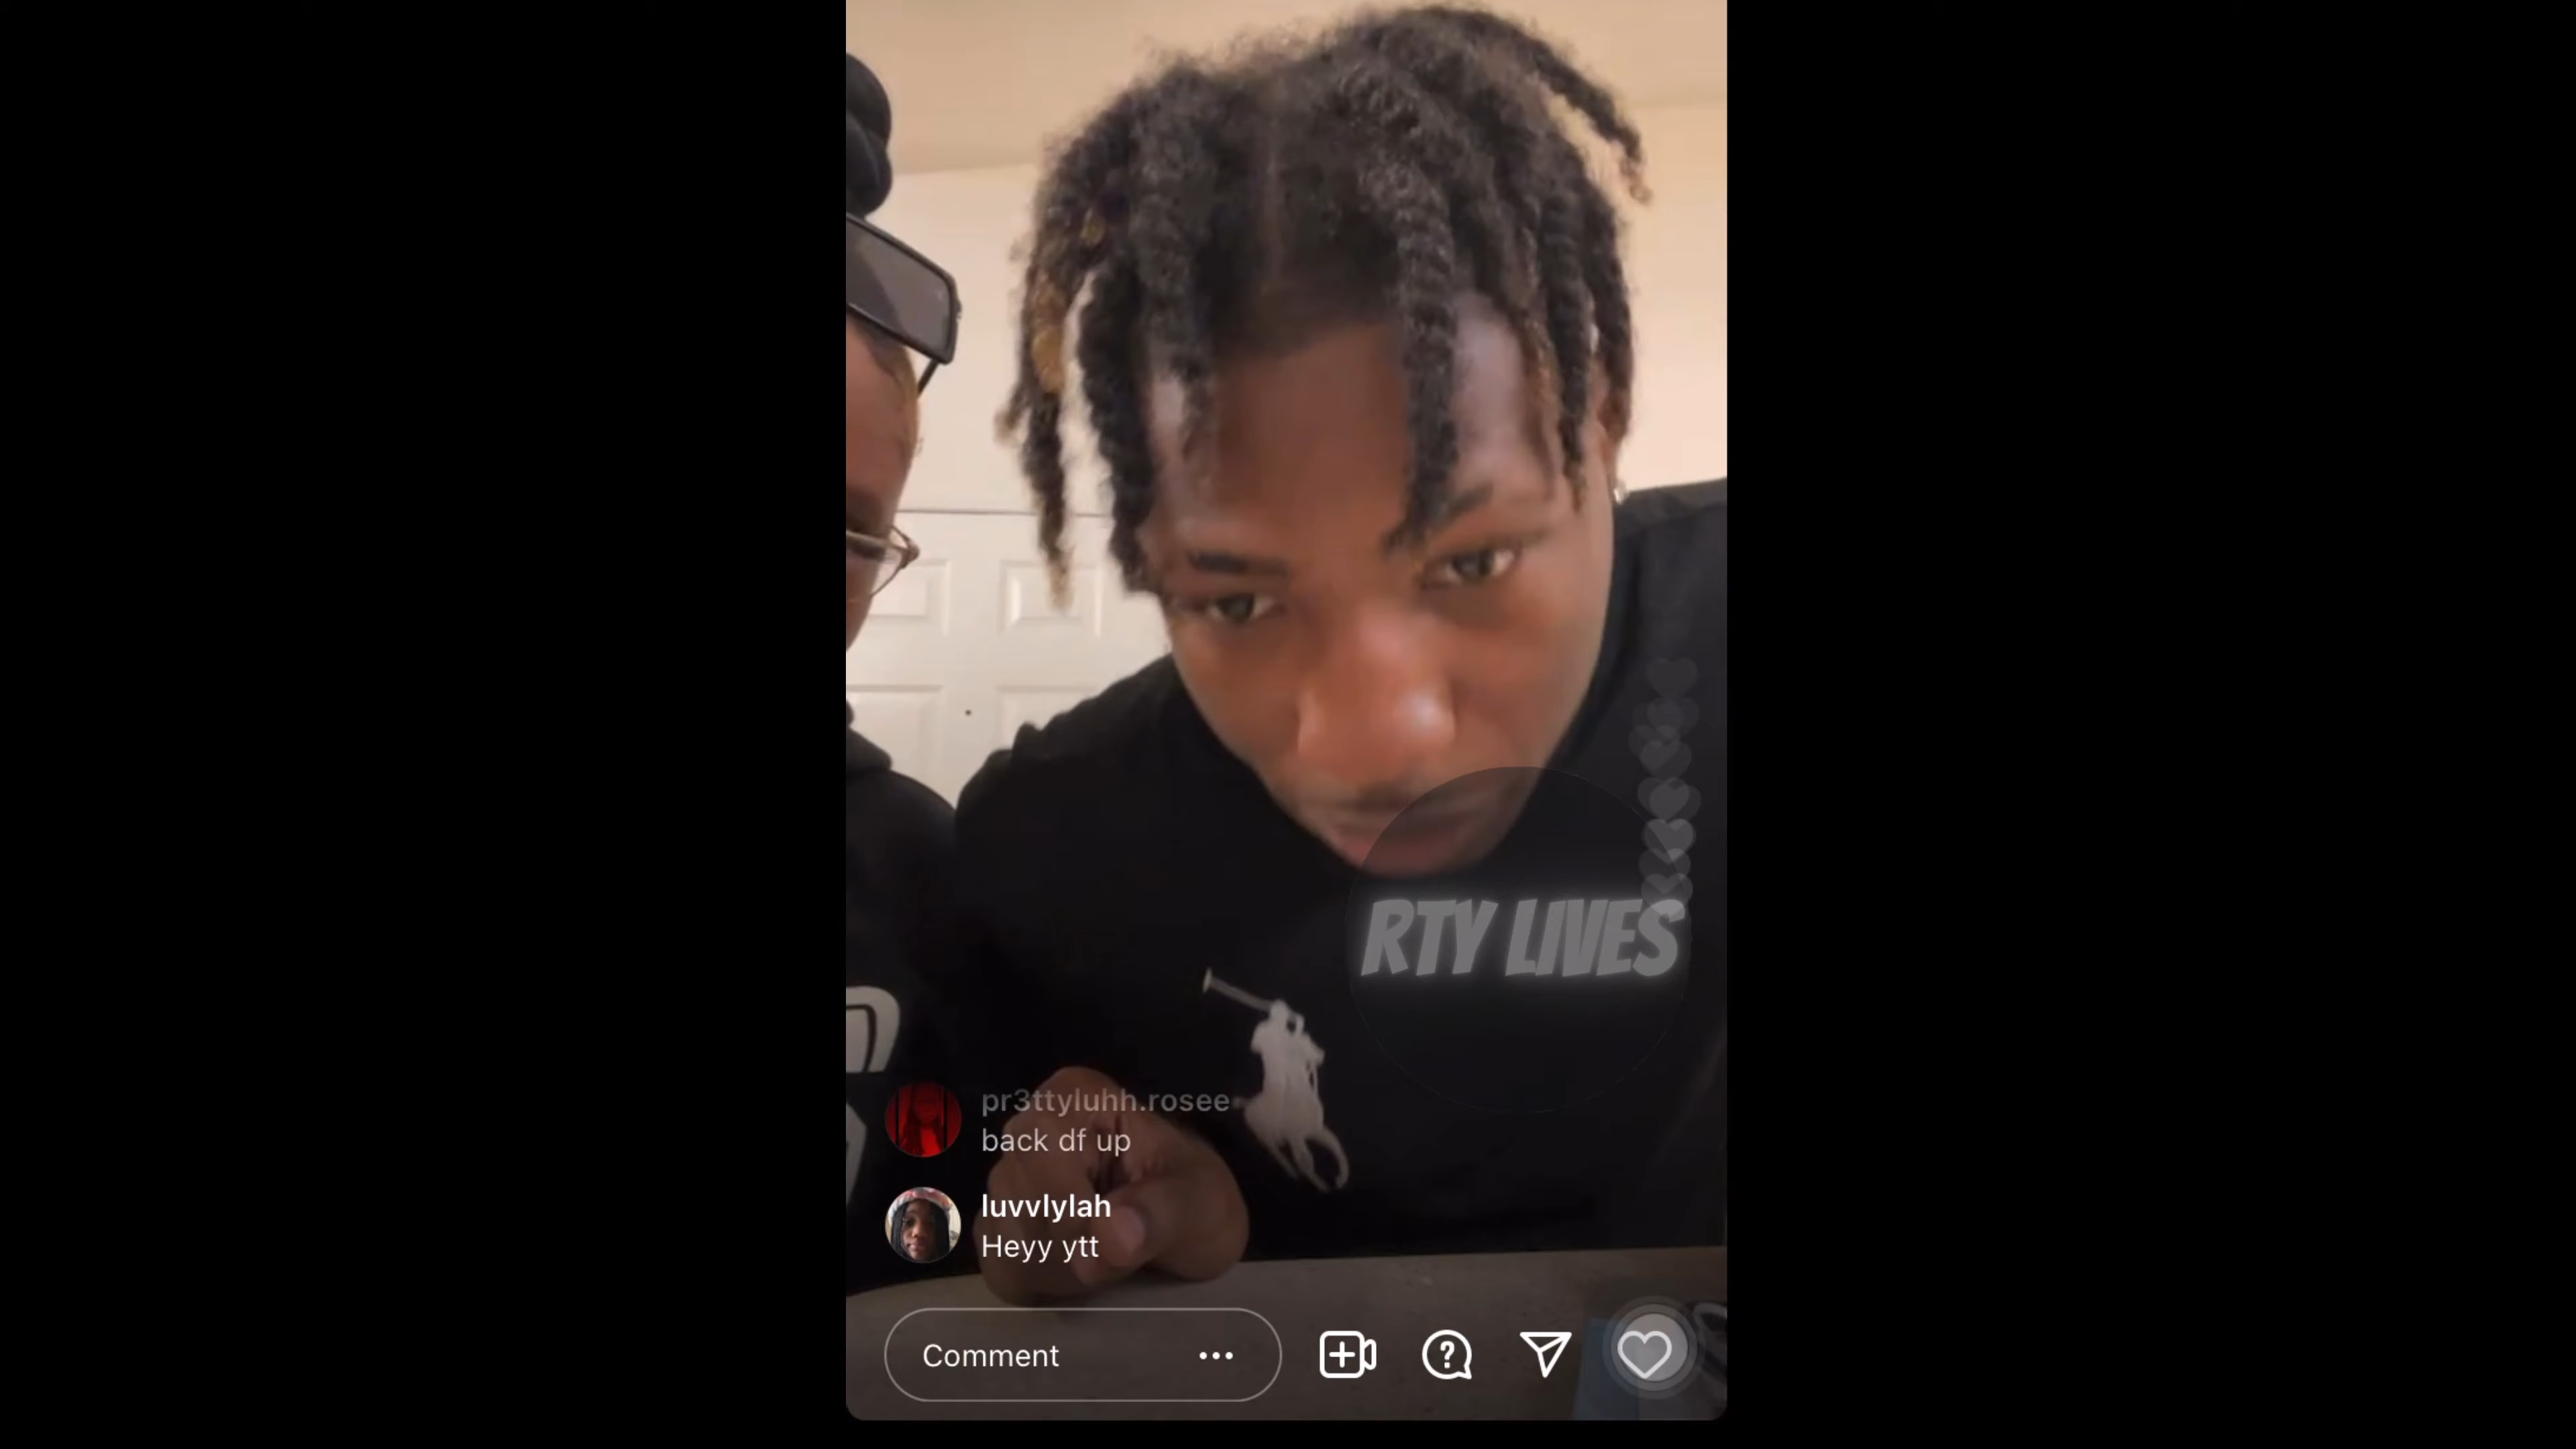 RTY LIVES
pr3ttyluhh.rosee
back df up
luvvlylah
Heyy ytt
Comment